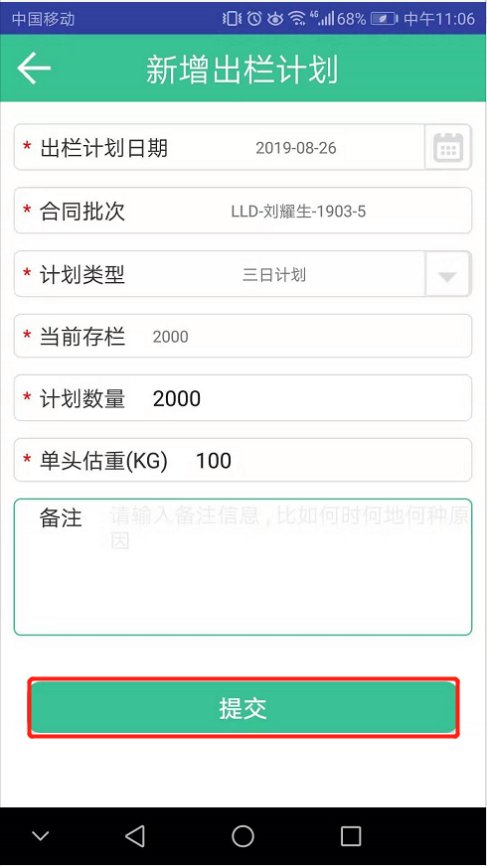 中国移动 4G 68% 中午11:06
新增出栏计划
* 出栏计划日期 2019-08-26
* 合同批次 LLD-刘耀生-1903-5
* 计划类型 三日计划
* 当前存栏 2000
* 计划数量 2000
* 单头估重(KG) 100
备注 请输入备注信息,比如何时何地何种原
因
提交